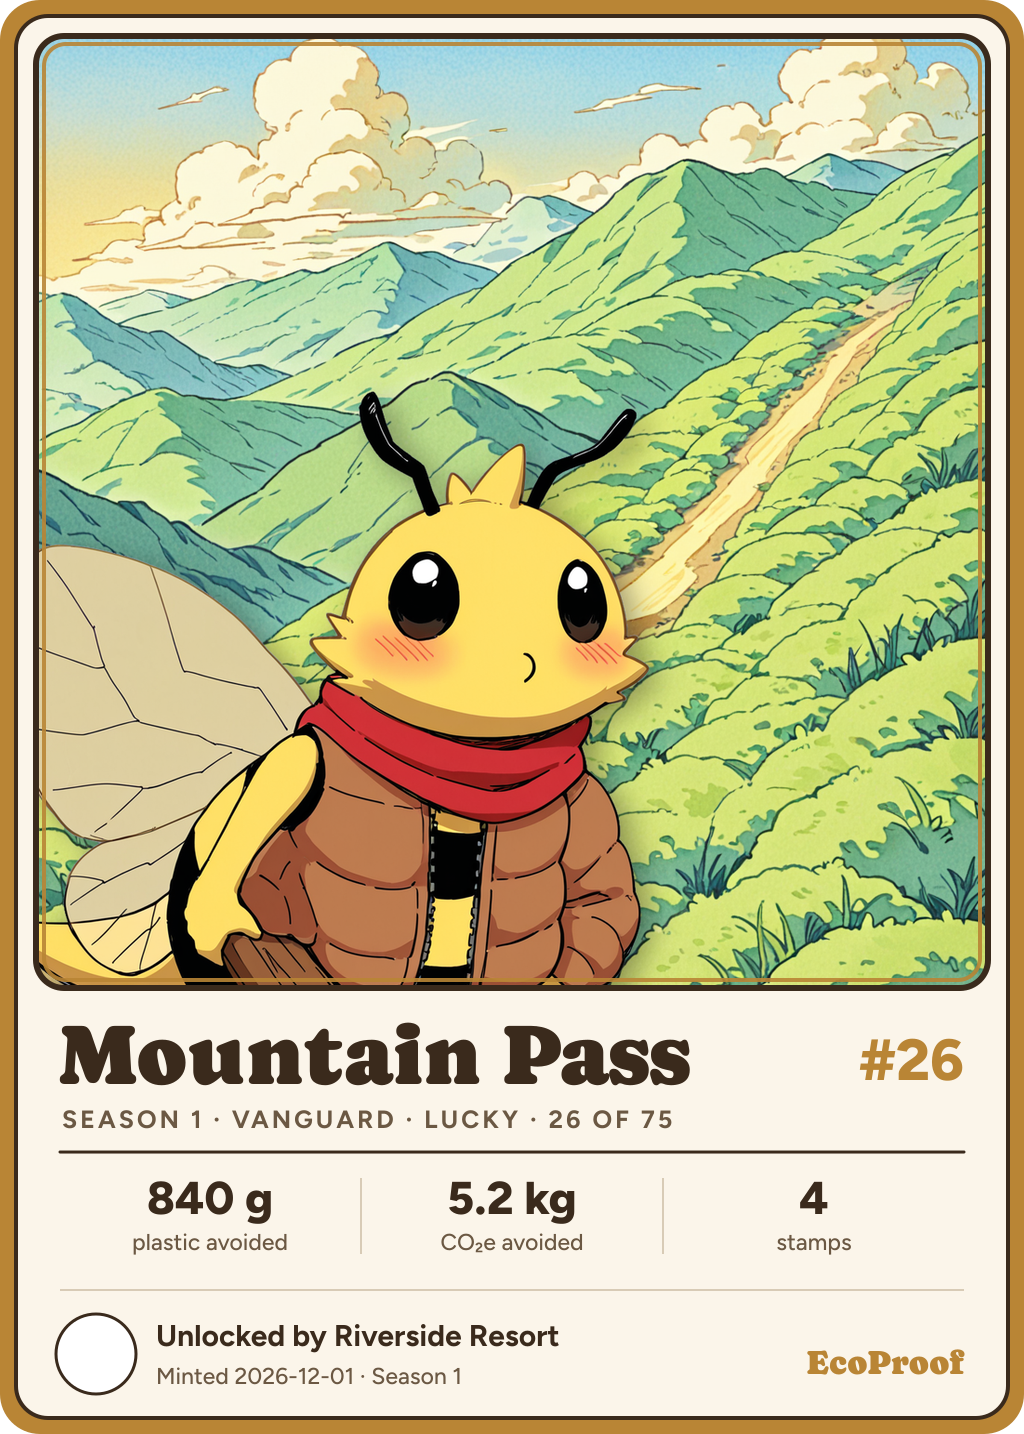 Mountain Pass
#26
SEASON 1 · VANGUARD · LUCKY · 26 OF 75
840 g
plastic avoided
5.2 kg
CO₂e avoided
4
stamps
Unlocked by Riverside Resort
Minted 2026-12-01 · Season 1
EcoProof